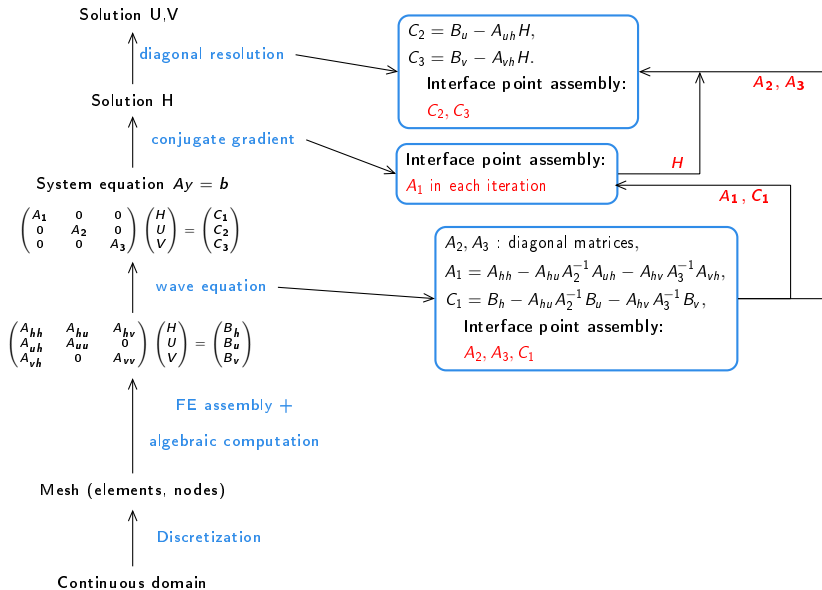 Solution U,V
diagonal resolution
Solution H
conjugate gradient
System equation Ay = b
(A₁ 0 0) (H) = (C₁)
(0 A₂ 0) (U) (C₂)
(0 0 A₃) (V) (C₃)
wave equation
(A_hh A_hu A_hv) (H) = (B_h)
(A_uh A_uu 0) (U) (B_u)
(A_vh 0 A_vv) (V) (B_v)
FE assembly +
algebraic computation
Mesh (elements, nodes)
Discretization
Continuous domain
C₂ = B_u − A_uh H,
C₃ = B_v − A_vh H.
Interface point assembly:
C₂, C₃
A₂, A₃
Interface point assembly:
A₁ in each iteration
H
A₁, C₁
A₂, A₃ : diagonal matrices,
A₁ = A_hh − A_hu A₂⁻¹ A_uh − A_hv A₃⁻¹ A_vh,
C₁ = B_h − A_hu A₂⁻¹ B_u − A_hv A₃⁻¹ B_v,
Interface point assembly:
A₂, A₃, C₁